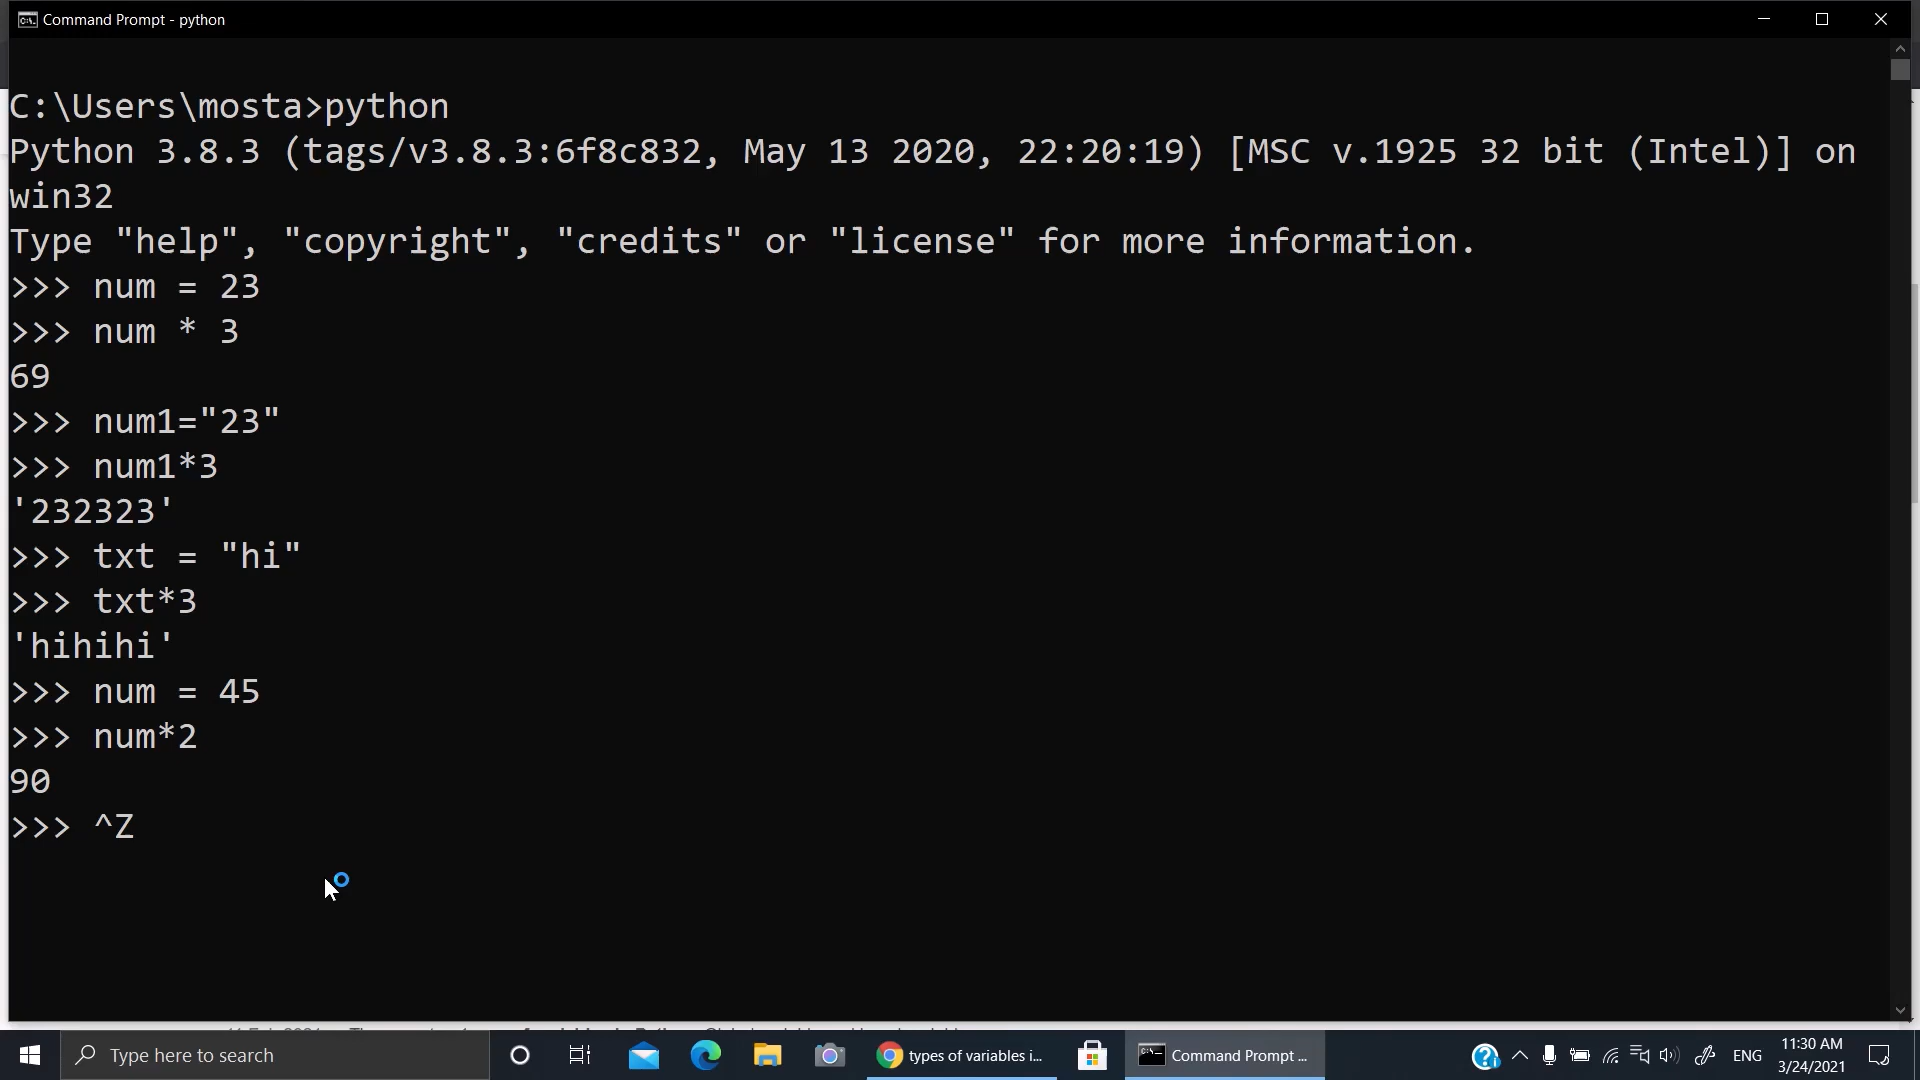 Command Prompt - python
C:\Users\mosta>python
Python 3.8.3 (tags/v3.8.3:6f8c832, May 13 2020, 22:20:19) [MSC v.1925 32 bit (Intel)] on
win32
Type "help", "copyright", "credits" or "license" for more information.
>>> num = 23
>>> num * 3
69
>>> num1="23"
>>> num1*3
'232323'
>>> txt = "hi"
>>> txt*3
'hihihi'
>>> num = 45
>>> num*2
90
>>> ^Z
Type here to search
types of variables i...
Command Prompt ...
ENG
11:30 AM
3/24/2021